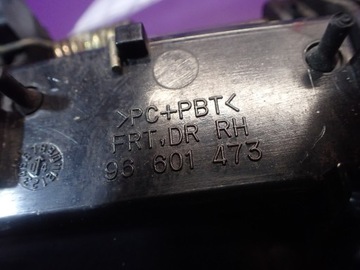 >PC+PBT<
FRT,DR RH
96 601 473